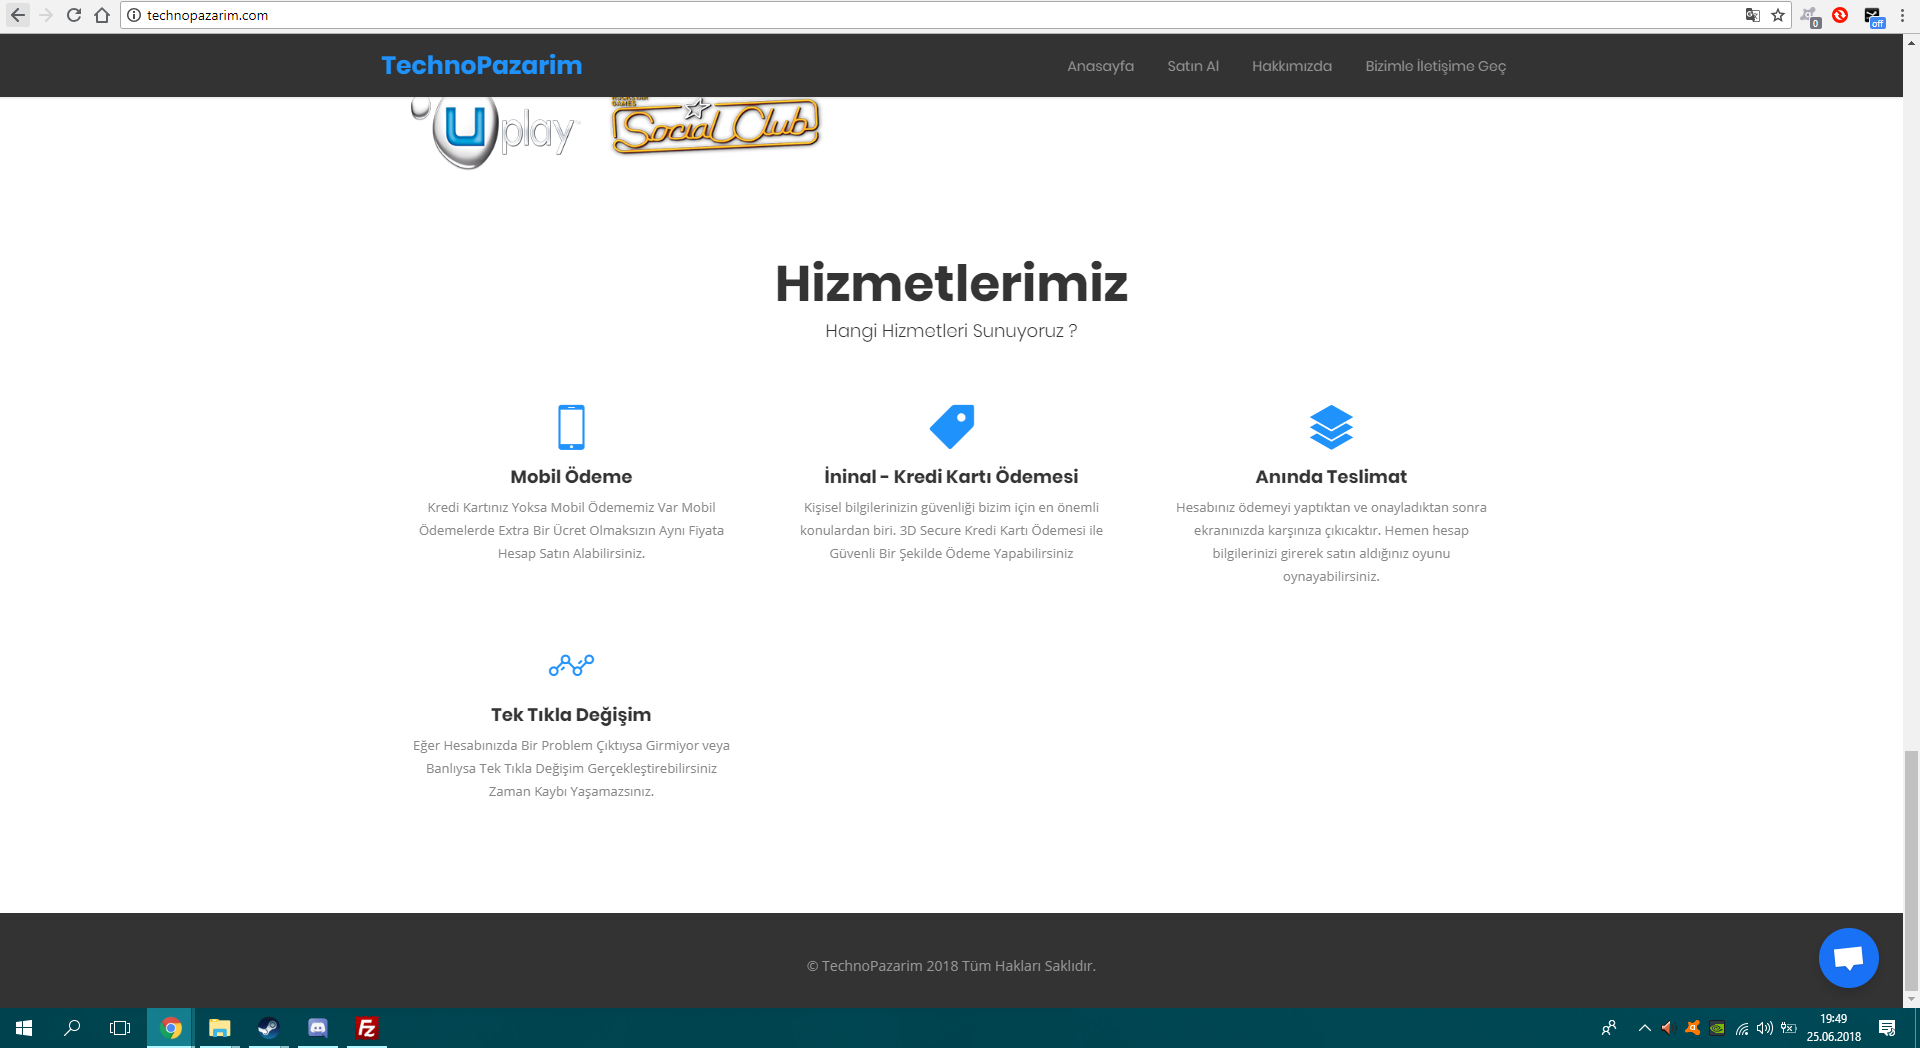 technopazarim.com
0
off
TechnoPazarim
Anasayfa
Satın Al
Hakkımızda
Bizimle İletişime Geç
Uplay
GAMES
Social Club
Hizmetlerimiz
Hangi Hizmetleri Sunuyoruz ?
Mobil Ödeme
Kredi Kartınız Yoksa Mobil Ödememiz Var Mobil
Ödemelerde Extra Bir Ücret Olmaksızın Aynı Fiyata
Hesap Satın Alabilirsiniz.
İninal - Kredi Kartı Ödemesi
Kişisel bilgilerinizin güvenliği bizim için en önemli
konulardan biri. 3D Secure Kredi Kartı Ödemesi ile
Güvenli Bir Şekilde Ödeme Yapabilirsiniz
Anında Teslimat
Hesabınız ödemeyi yaptıktan ve onayladıktan sonra
ekranınızda karşınıza çıkıcaktır. Hemen hesap
bilgilerinizi girerek satın aldığınız oyunu
oynayabilirsiniz.
Tek Tıkla Değişim
Eğer Hesabınızda Bir Problem Çıktıysa Girmiyor veya
Banlıysa Tek Tıkla Değişim Gerçekleştirebilirsiniz
Zaman Kaybı Yaşamazsınız.
© TechnoPazarim 2018 Tüm Hakları Saklıdır.
19:49
25.06.2018